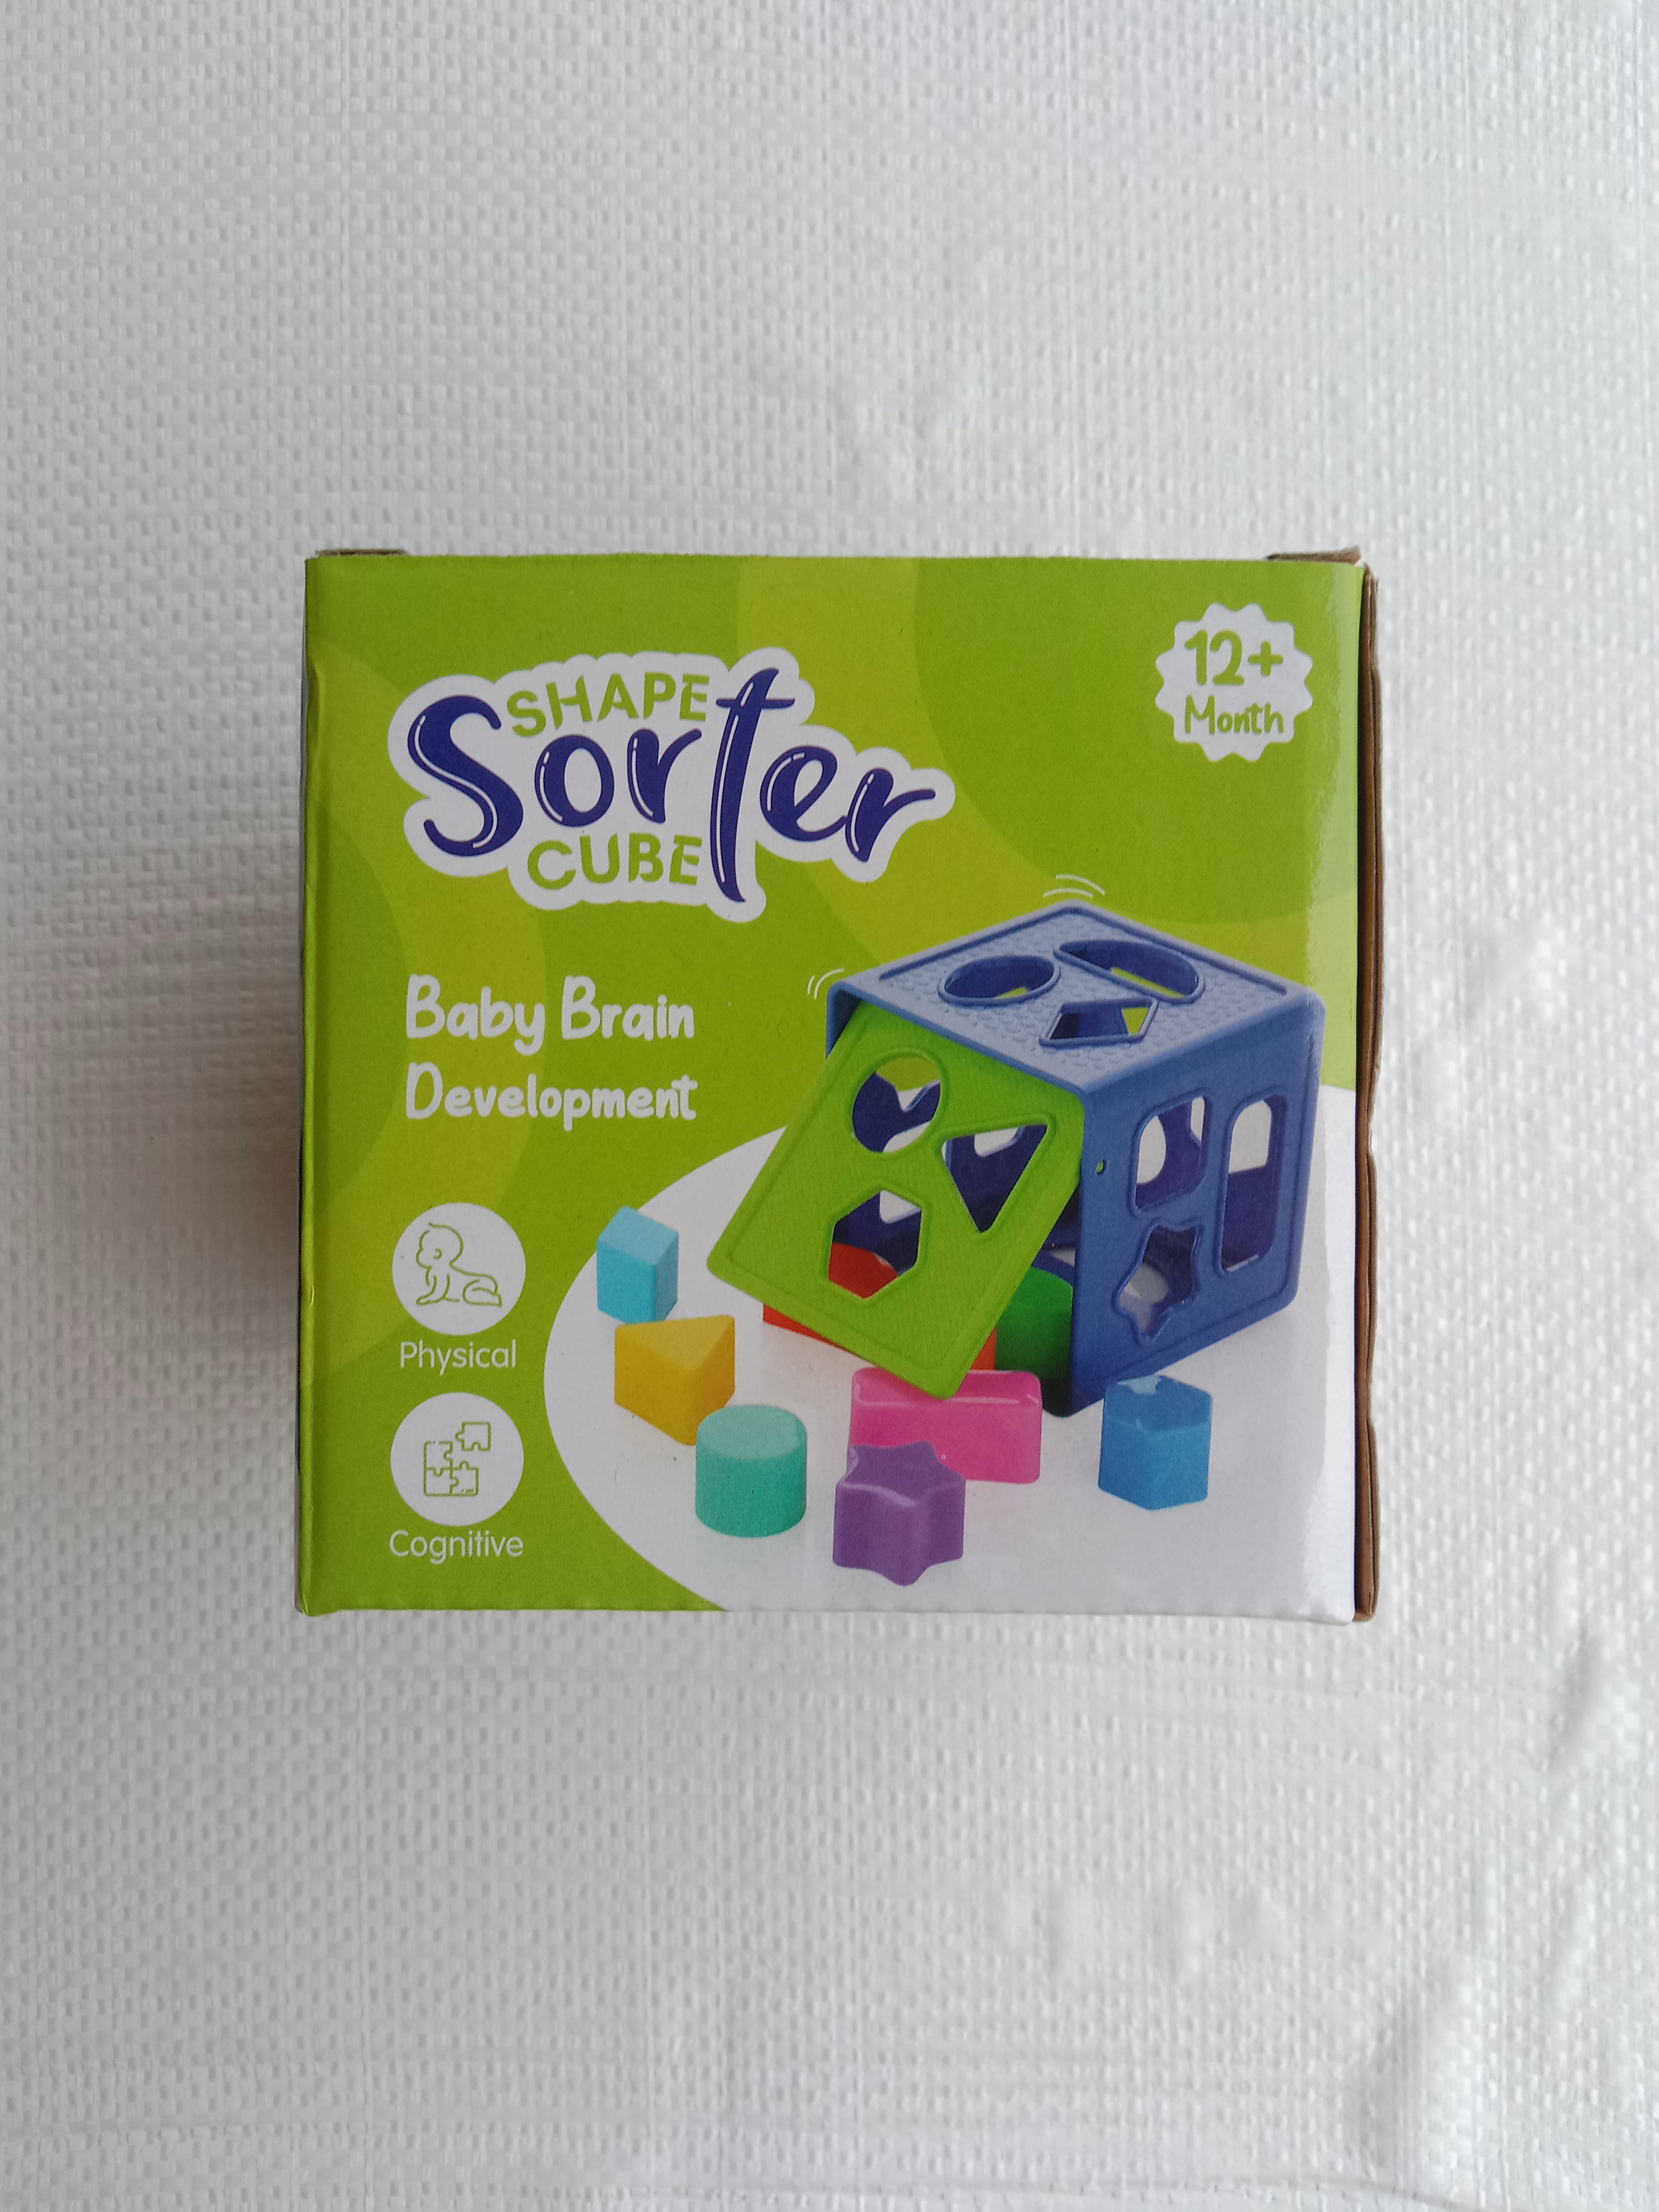 SHAPE
Sorter
CUBE
12+
Month
Baby Brain
Development
Physical
Cognitive